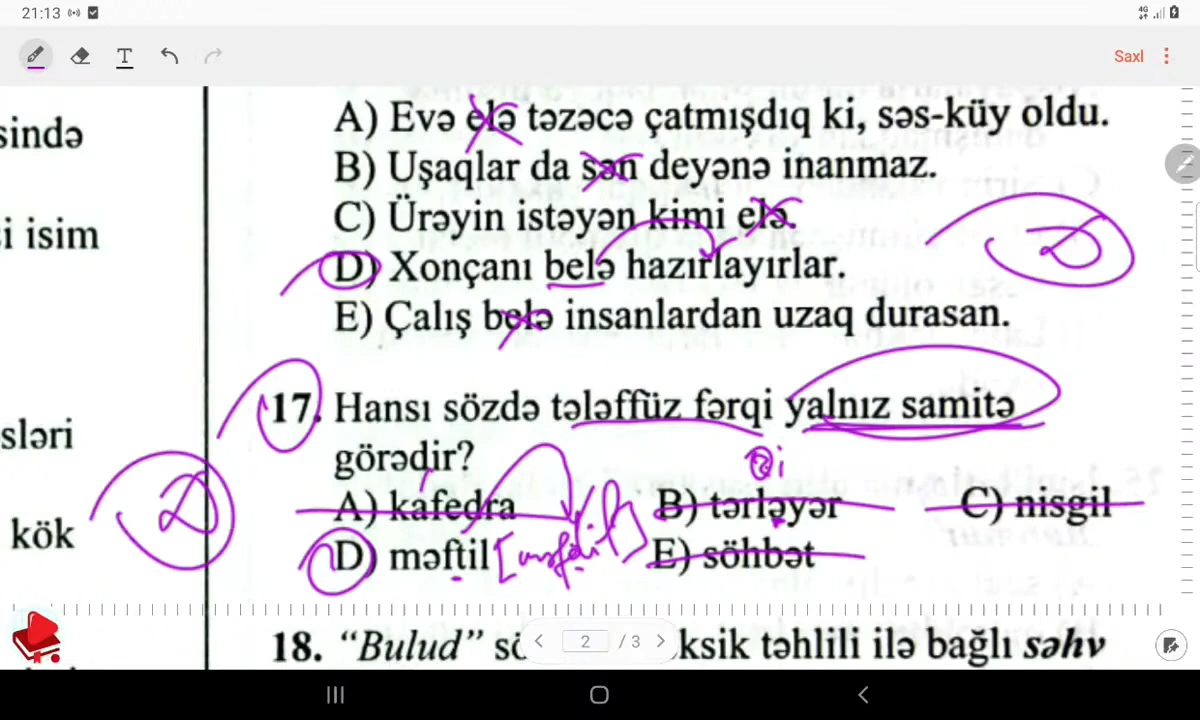 21:13
4G
T
Saxl
sində
i isim
sləri
kök
A) Evə elə təzəcə çatmışdıq ki, səs-küy oldu.
B) Uşaqlar da sən deyənə inanmaz.
C) Ürəyin istəyən kimi elə.
D) Xonçanı belə hazırlayırlar.
E) Çalış belə insanlardan uzaq durasan.
D
17. Hansı sözdə tələffüz fərqi yalnız samitə
görədir?
A) kafedra B) tərləyər C) nisgil
D) məftil E) söhbət
D
18. “Bulud”
2 / 3
ksik təhlili ilə bağlı səhv